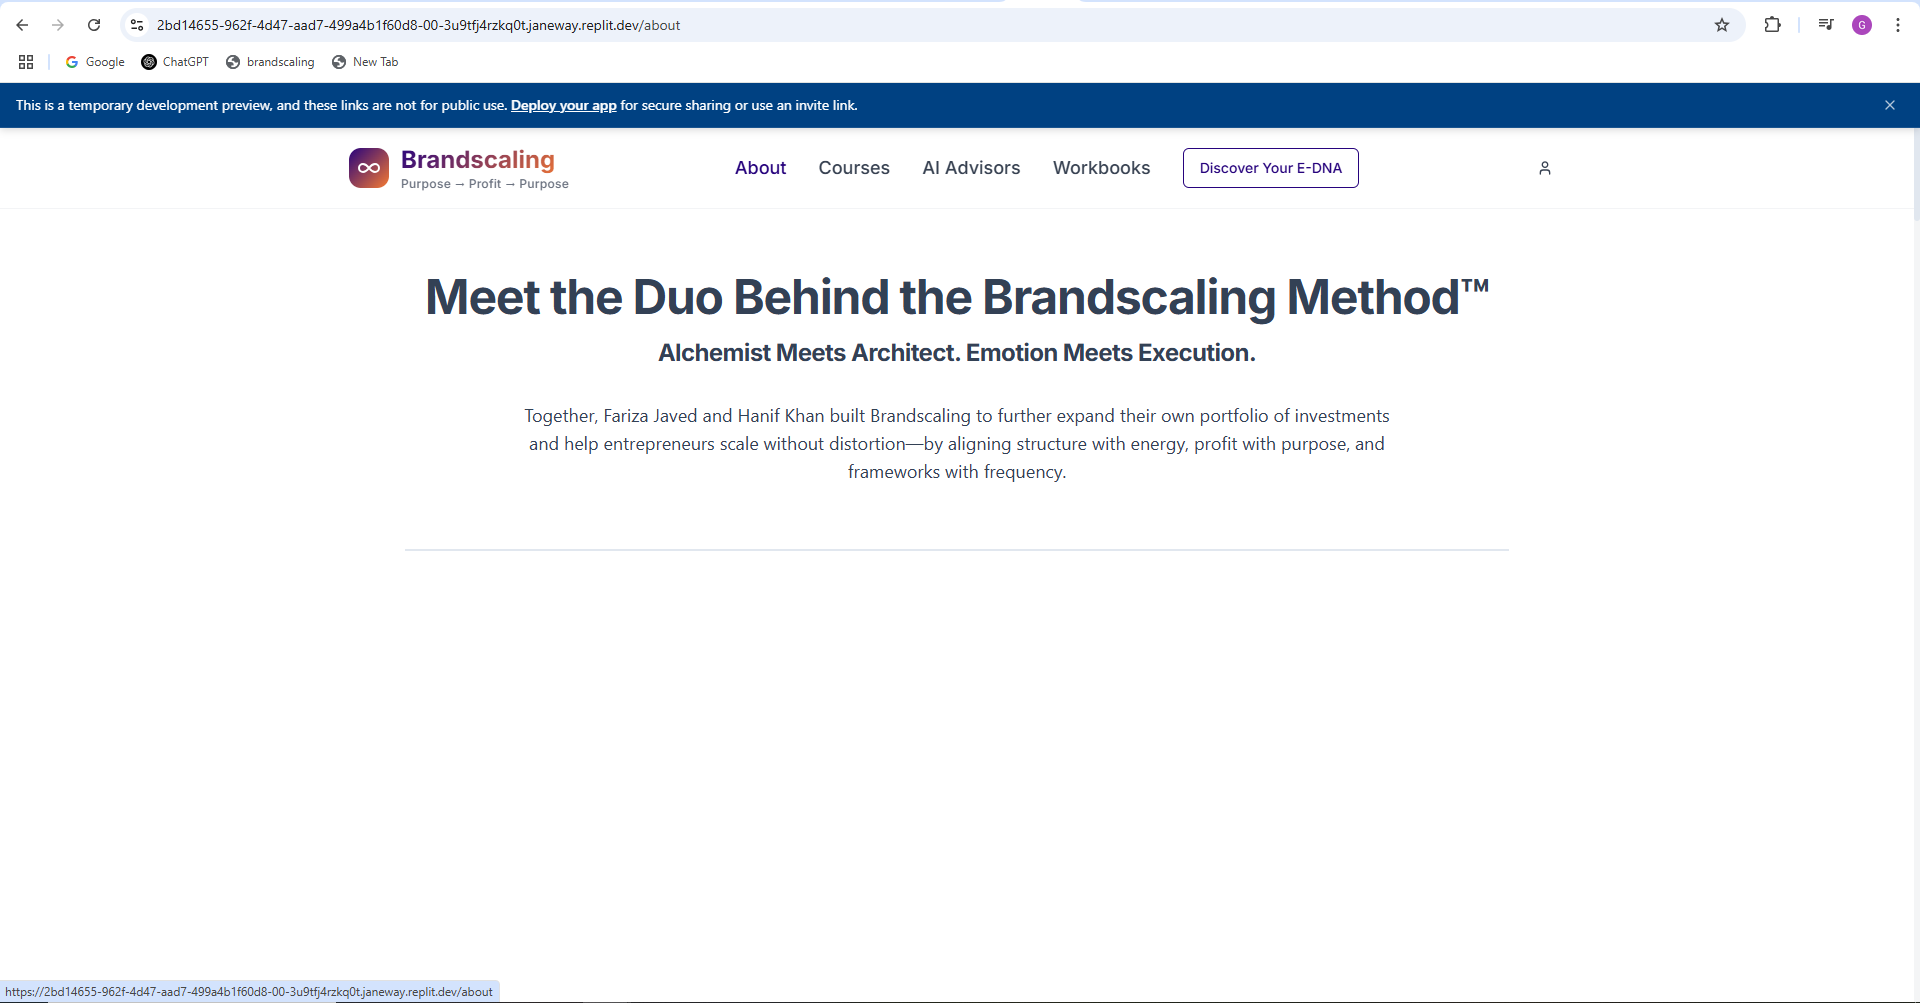 2bd14655-962f-4d47-aad7-499a4b1f60d8-00-3u9tfj4rzkq0t.janeway.replit.dev/about
G
Google
ChatGPT
brandscaling
New Tab
This is a temporary development preview, and these links are not for public use. Deploy your app for secure sharing or use an invite link.
Brandscaling
Purpose → Profit → Purpose
About
Courses
AI Advisors
Workbooks
Discover Your E-DNA
Meet the Duo Behind the Brandscaling Method™
Alchemist Meets Architect. Emotion Meets Execution.
Together, Fariza Javed and Hanif Khan built Brandscaling to further expand their own portfolio of investments
and help entrepreneurs scale without distortion—by aligning structure with energy, profit with purpose, and
frameworks with frequency.
https://2bd14655-962f-4d47-aad7-499a4b1f60d8-00-3u9tfj4rzkq0t.janeway.replit.dev/about